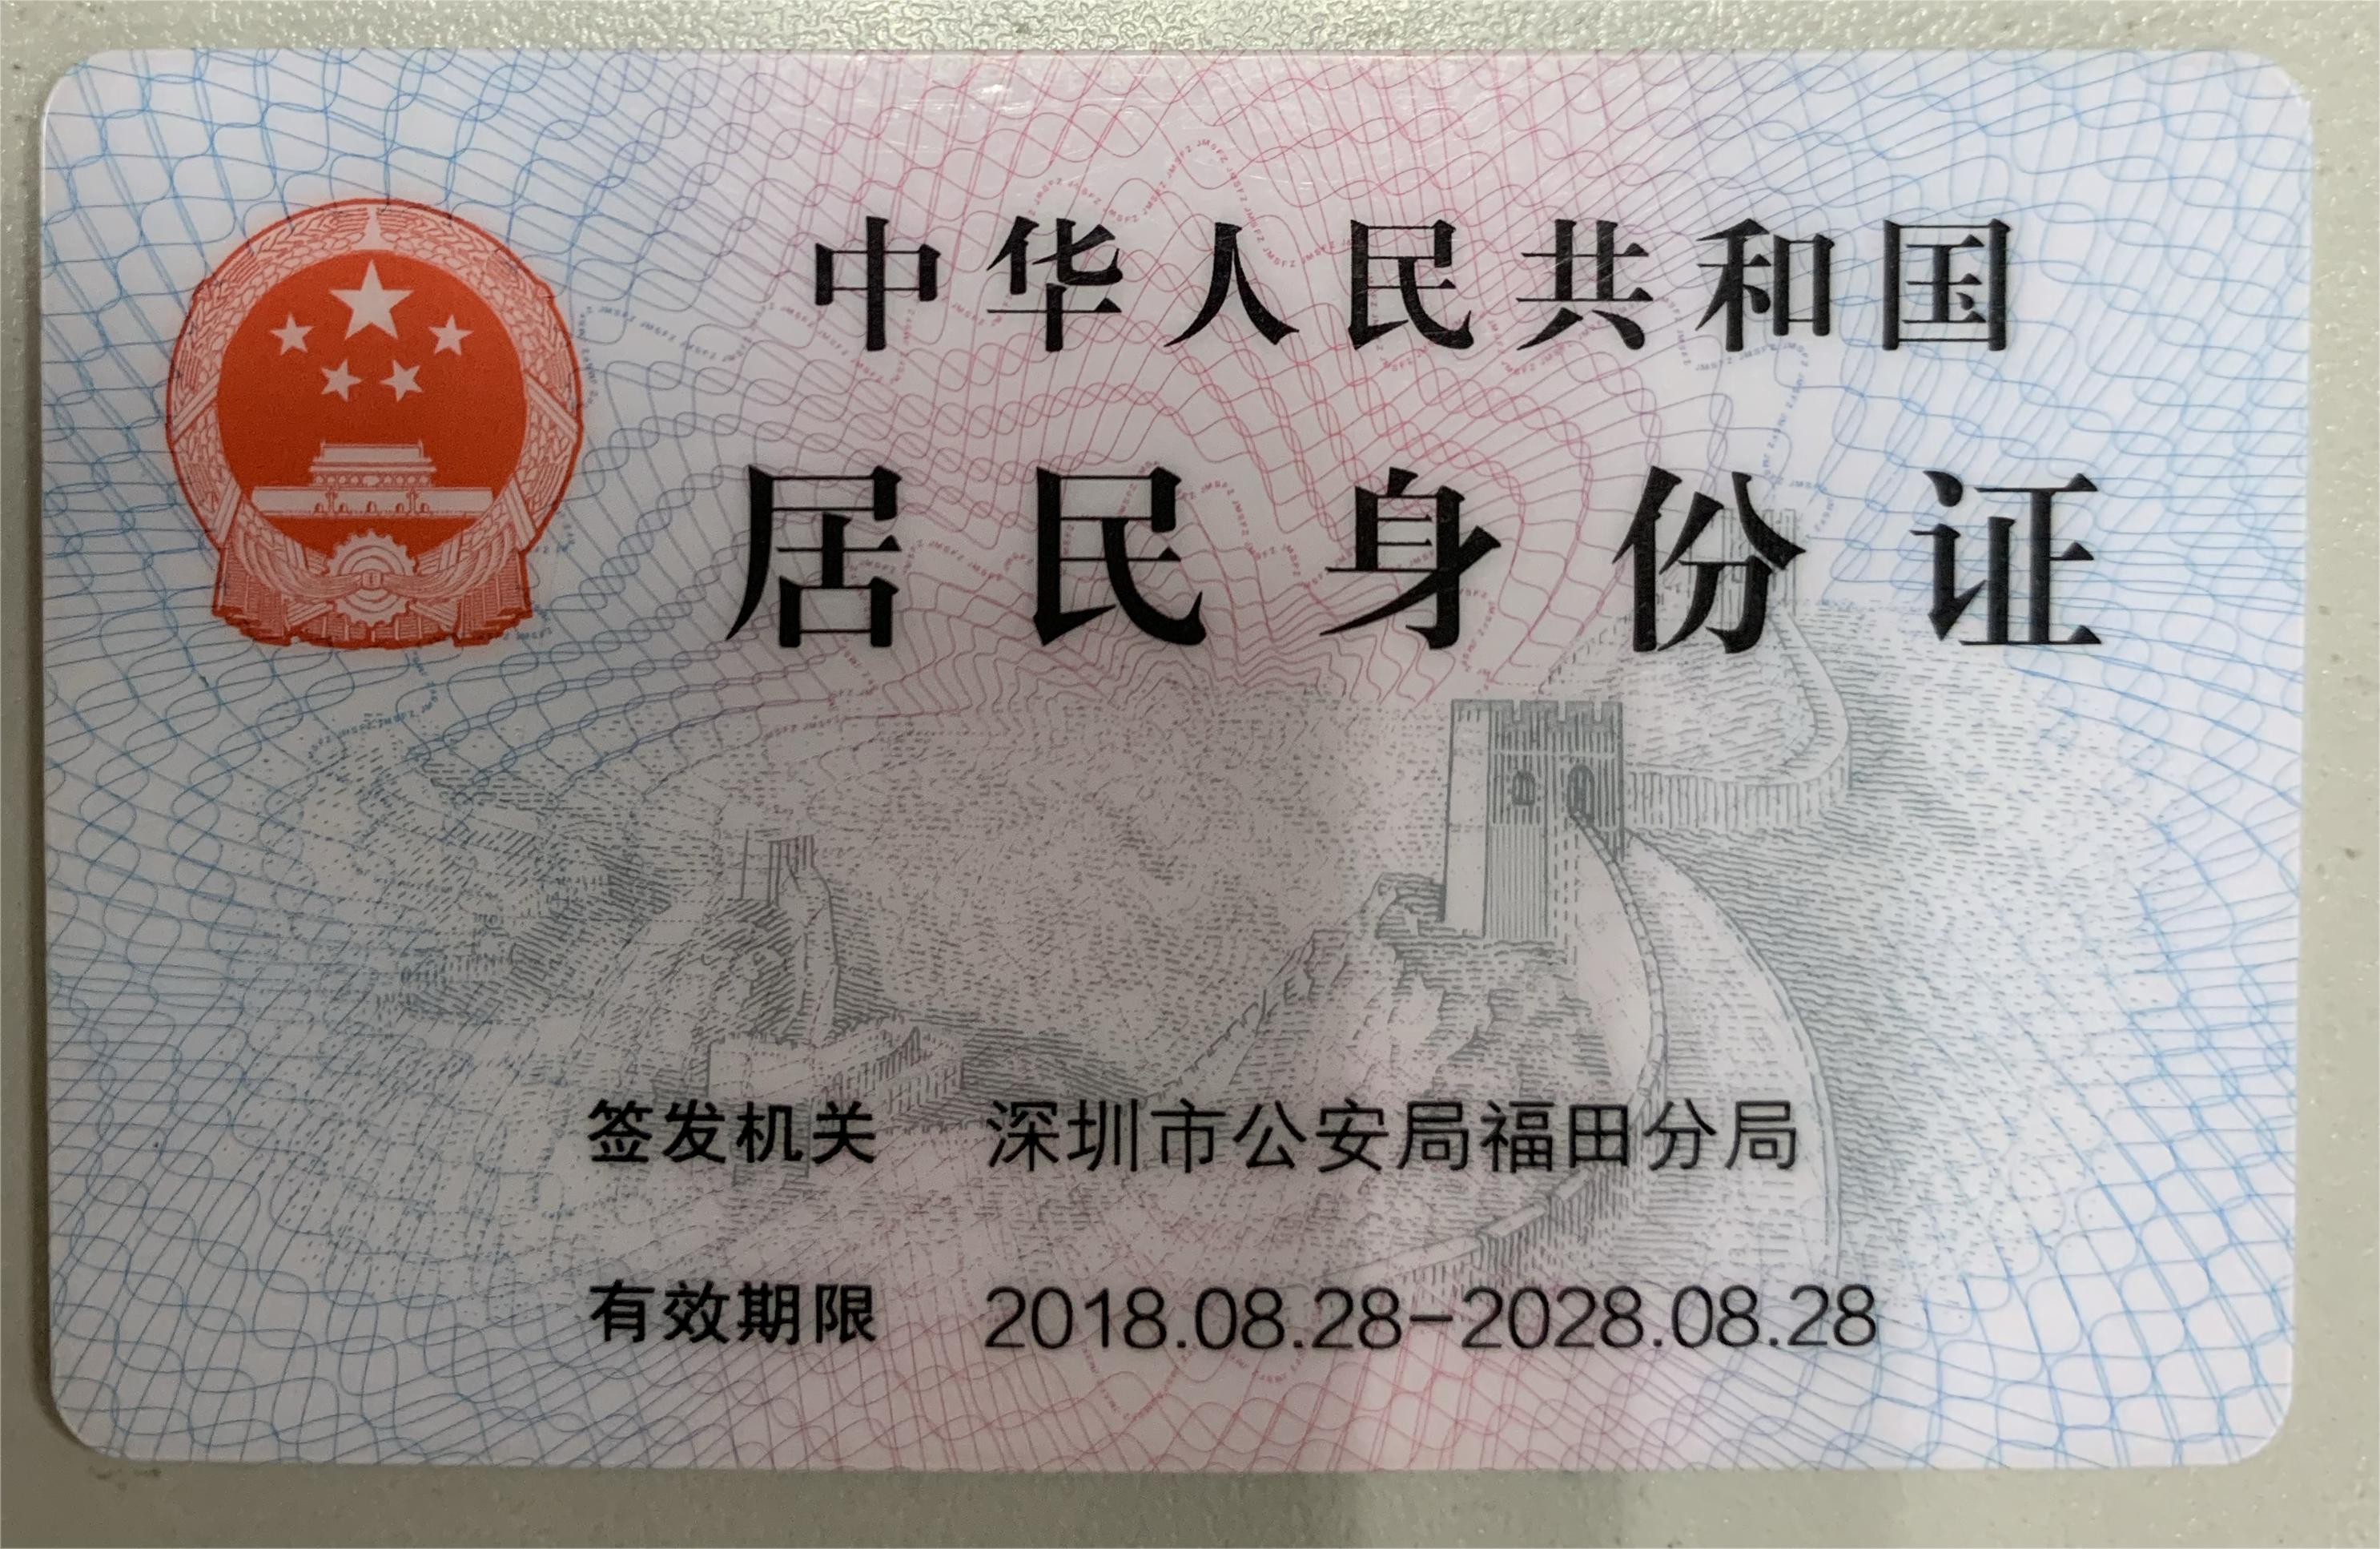 中华人民共和国
居民身份证
签发机关 深圳市公安局福田分局
有效期限 2018.08.28-2028.08.28